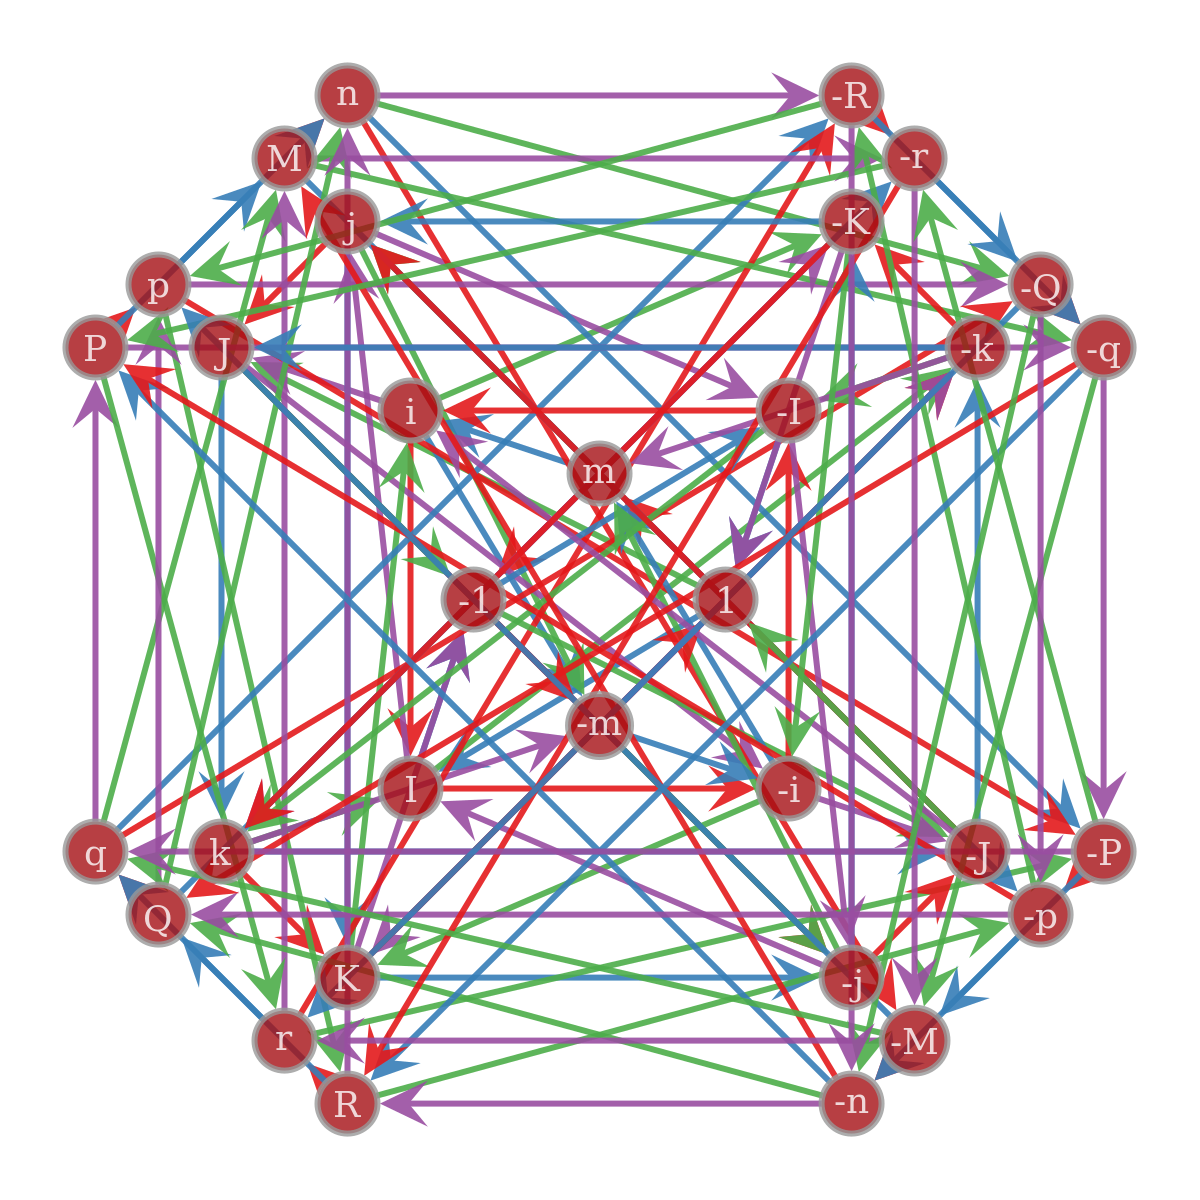 n -R
M -r
j -K
p -Q
P J -k -q
i -I
m
-1 1
-m
I -i
q k -J -P
Q -p
K -j
r -M
R -n